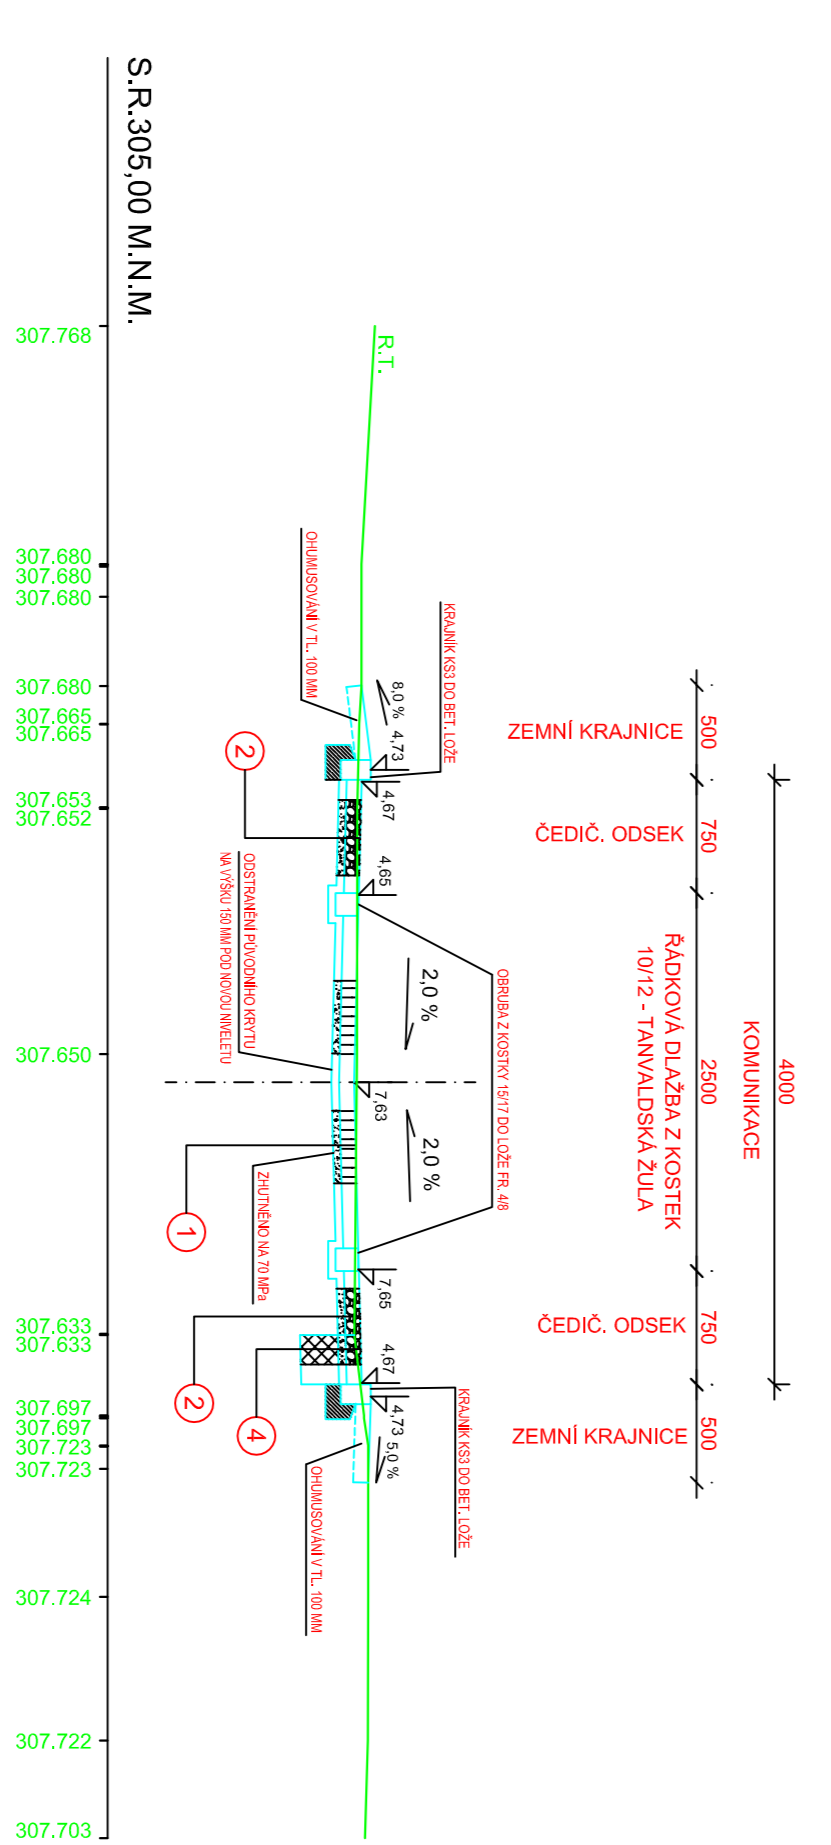 4000
KOMUNIKACE
500
750
2500
750
500
ZEMNÍ KRAJNICE
ČEDIČ. ODSEK
ŘÁDKOVÁ DLAŽBA Z KOSTEK
10/12 - TANVALDSKÁ ŽULA
ČEDIČ. ODSEK
ZEMNÍ KRAJNICE
KRAJNÍK KS3 DO BET. LOŽE
OBRUBA Z KOSTKY 15/17 DO LOŽE FR. 4/8
KRAJNÍK KS3 DO BET. LOŽE
R.T.
8,0 %
4,73
4,67
4,65
2,0 %
7,63
2,0 %
7,65
4,67
4,73
5,0 %
OHUMUSOVÁNÍ V TL. 100 MM
2
ODSTRANĚNÍ PŮVODNÍHO KRYTU
NA VÝŠKU 150 MM POD NOVOU NIVELETU
1
ZHUTNĚNO NA 70 MPa
2
4
OHUMUSOVÁNÍ V TL. 100 MM
S.R.305,00 M.N.M.
307.768
307.680
307.680
307.680
307.680
307.665
307.665
307.653
307.652
307.650
307.633
307.633
307.697
307.697
307.723
307.723
307.724
307.722
307.703